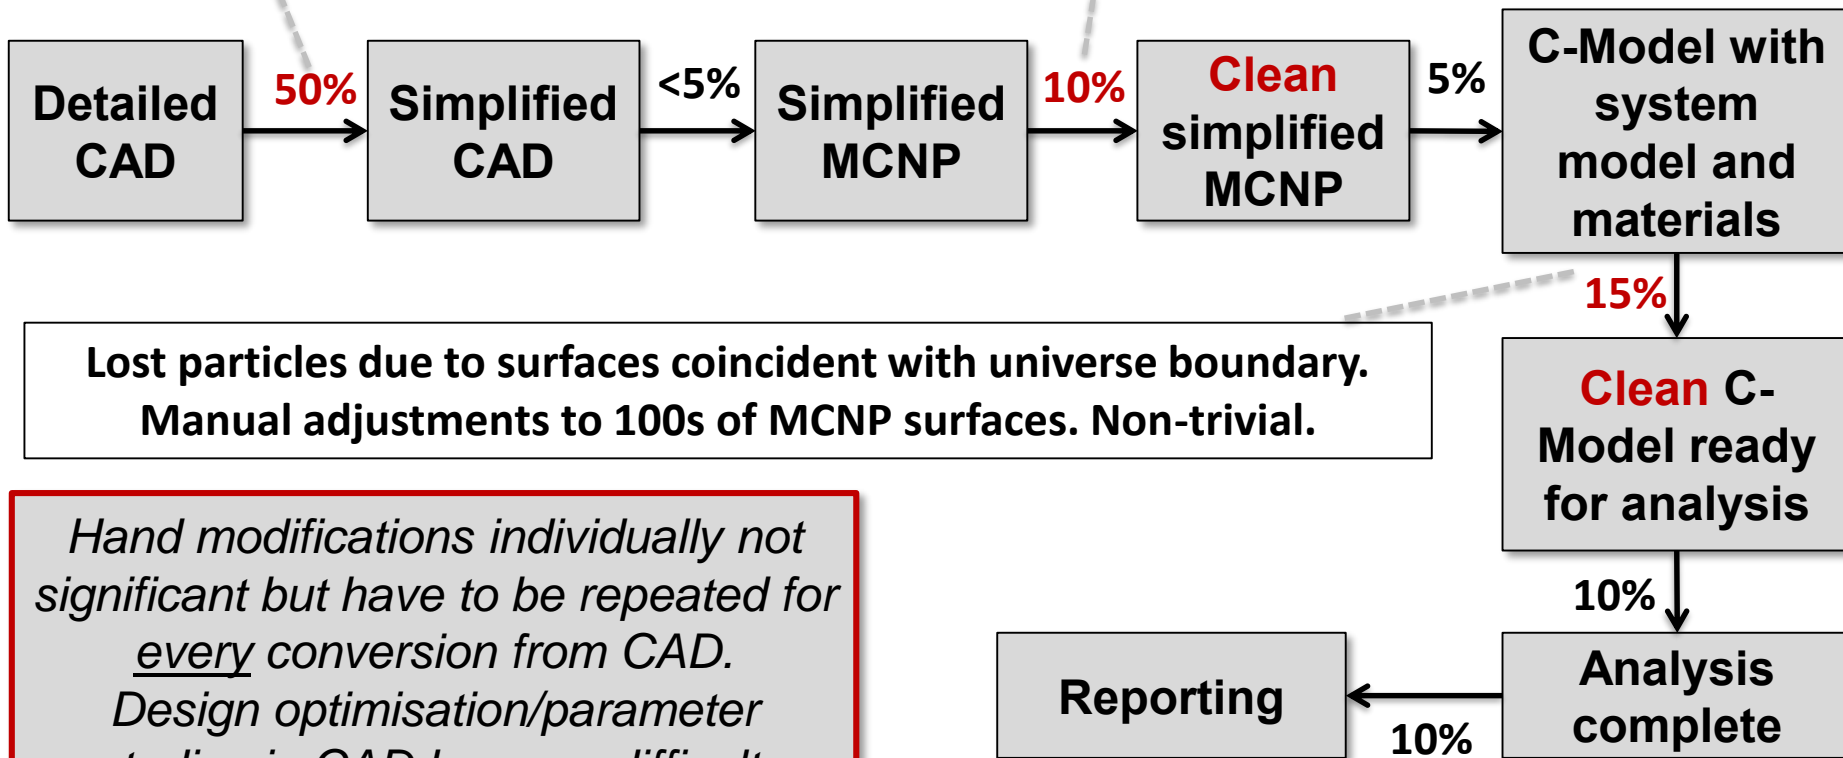 Detailed
CAD
50%
Simplified
CAD
<5%
Simplified
MCNP
10%
Clean
simplified
MCNP
5%
C-Model with
system
model and
materials
15%
Lost particles due to surfaces coincident with universe boundary.
Manual adjustments to 100s of MCNP surfaces. Non-trivial.
Clean C-
Model ready
for analysis
10%
Analysis
complete
10%
Reporting
Hand modifications individually not
significant but have to be repeated for
every conversion from CAD.
Design optimisation/parameter